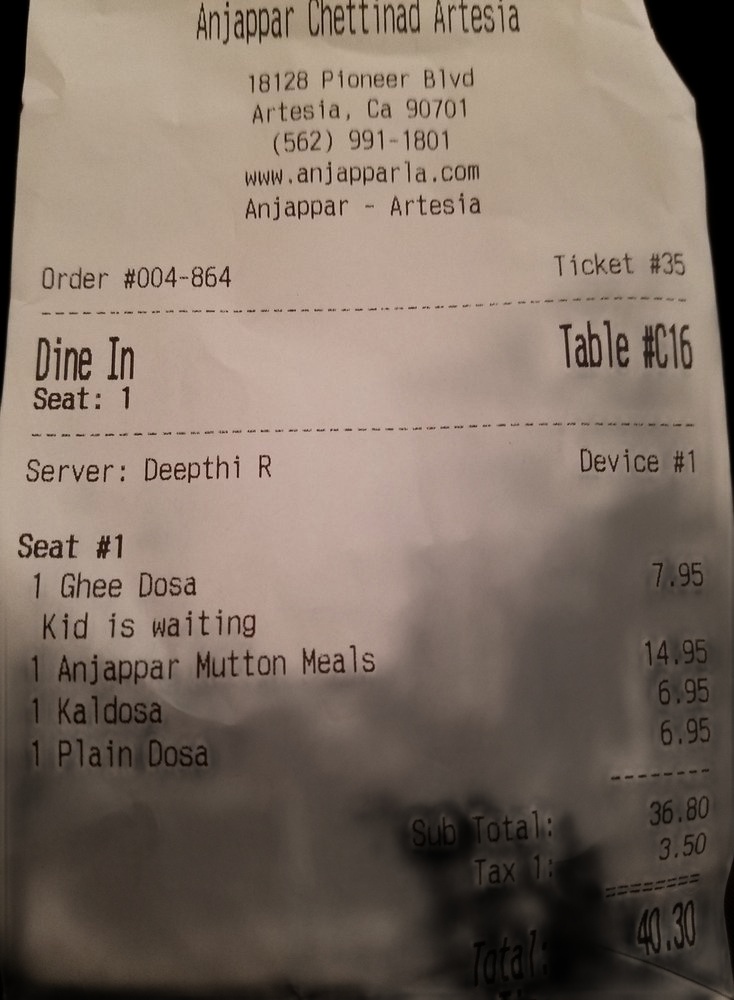 Anjappar Chettinad Artesia
18128 Pioneer Blvd
Artesia, Ca 90701
(562) 991-1801
www.anjapparla.com
Anjappar - Artesia
Order #004-864 Ticket #35
Dine In Table #C16
Seat: 1
Server: Deepthi R Device #1
Seat #1
1 Ghee Dosa 7.95
Kid is waiting
1 Anjappar Mutton Meals 14.95
1 Kaldosa 6.95
1 Plain Dosa 6.95
Sub Total: 36.80
Tax 1: 3.50
Total: 40.30